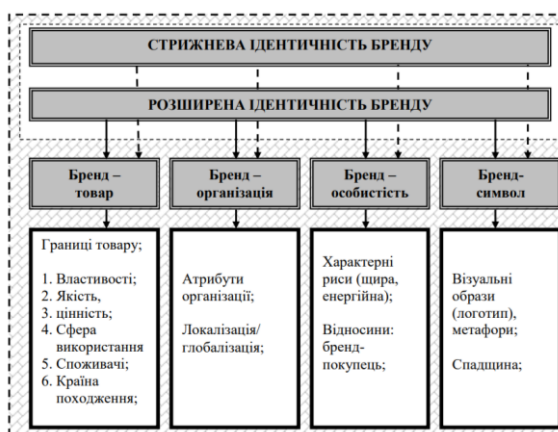 СТРИЖНЕВА ІДЕНТИЧНІСТЬ БРЕНДУ
РОЗШИРЕНА ІДЕНТИЧНІСТЬ БРЕНДУ
Бренд –
товар
Бренд –
організація
Бренд –
особистість
Бренд-
символ
Границі товару;
1. Властивості;
2. Якість,
3. цінність;
4. Сфера
використання
5. Споживачі;
6. Країна
походження;
Атрибути
організації;
Локалізація/
глобалізація;
Характерні
риси (щира,
енергійна);
Відносини:
бренд-
покупець;
Візуальні
образи
(логотип),
метафори;
Спадщина;